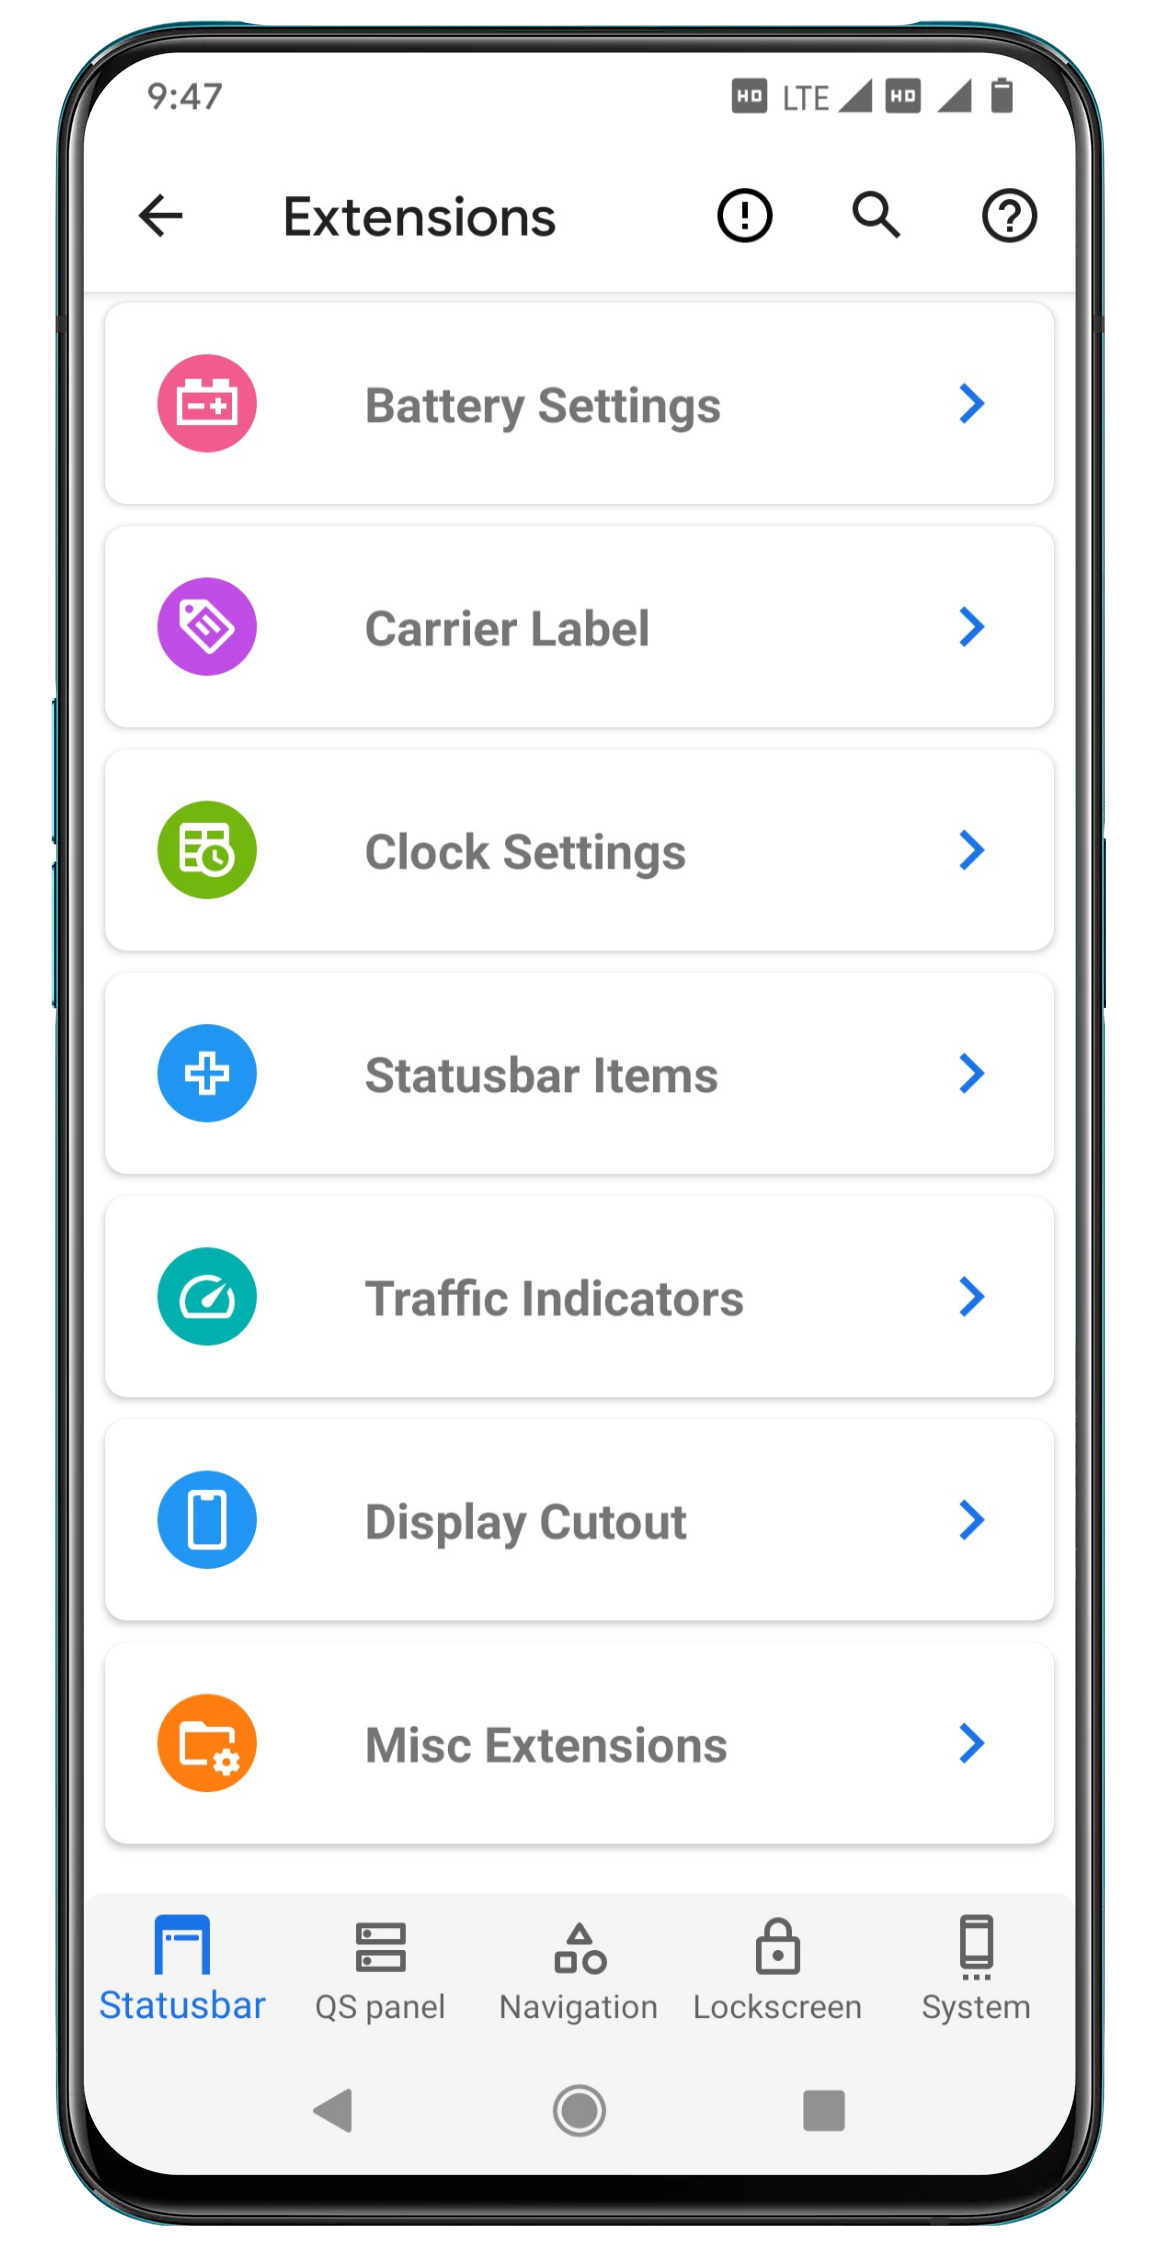 9:47 HD LTE HD
Extensions
Battery Settings
Carrier Label
Clock Settings
Statusbar Items
Traffic Indicators
Display Cutout
Misc Extensions
Statusbar QS panel Navigation Lockscreen System